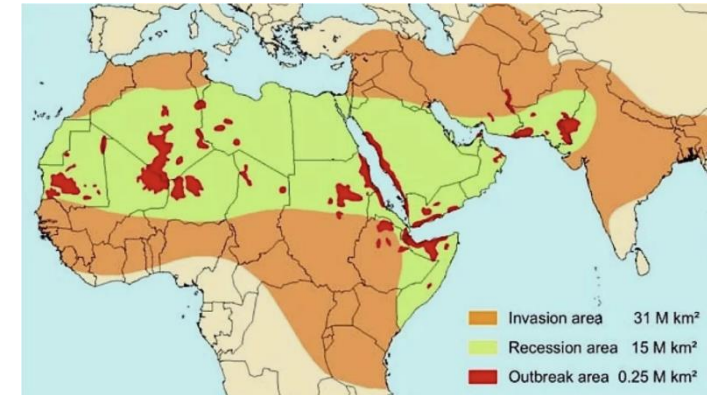 Invasion area 31 M km²
Recession area 15 M km²
Outbreak area 0.25 M km²